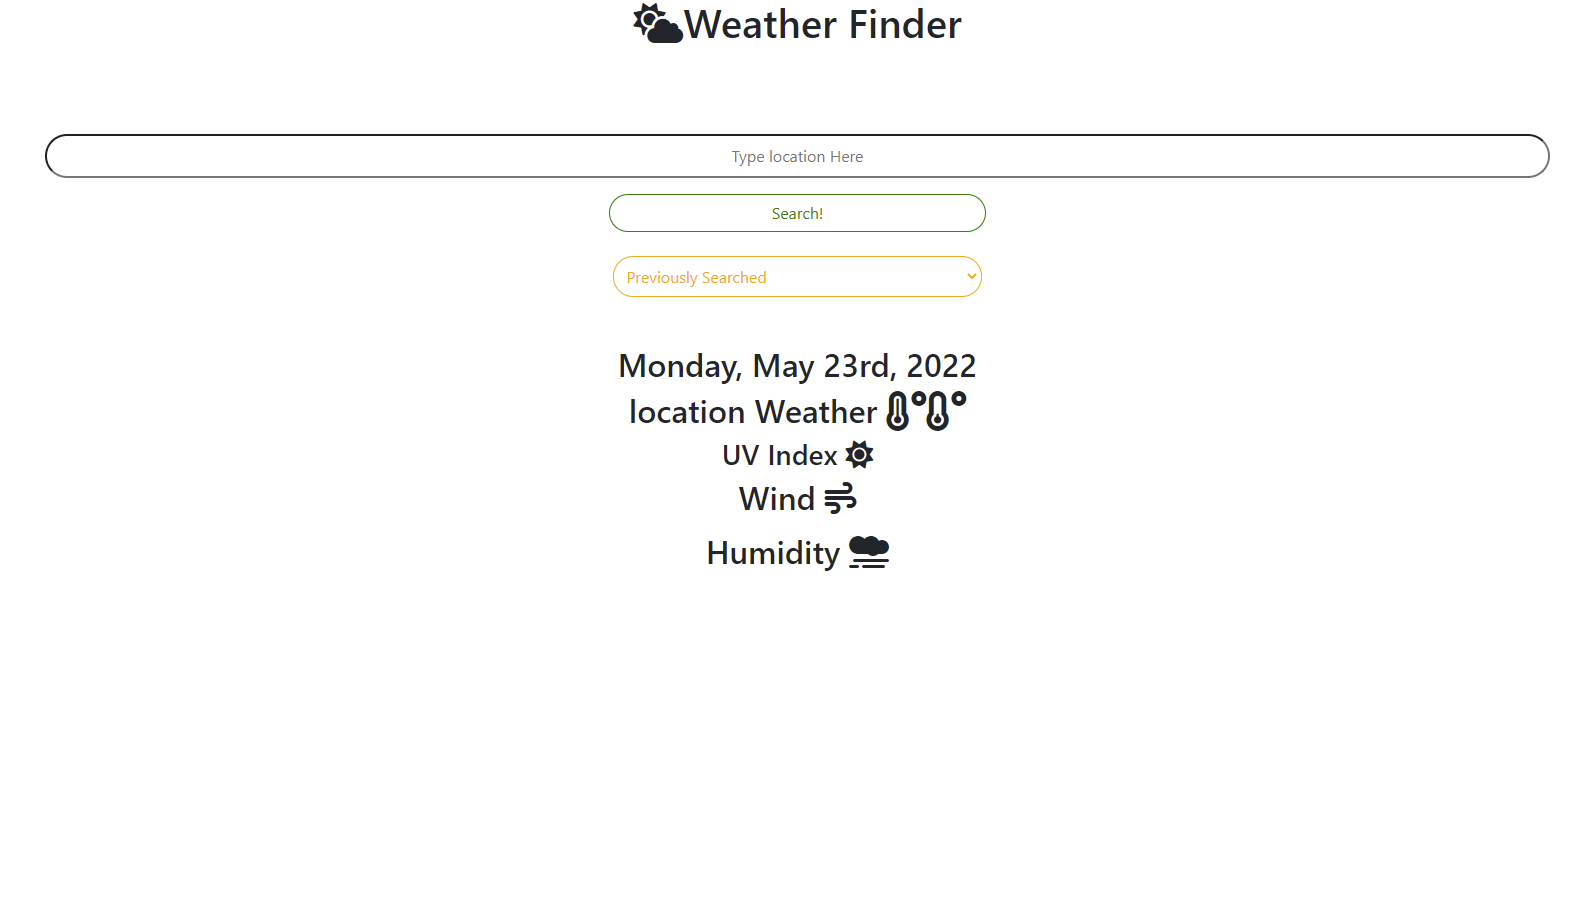 Weather Finder
Type location Here
Search!
Previously Searched
Monday, May 23rd, 2022
location Weather
UV Index
Wind
Humidity